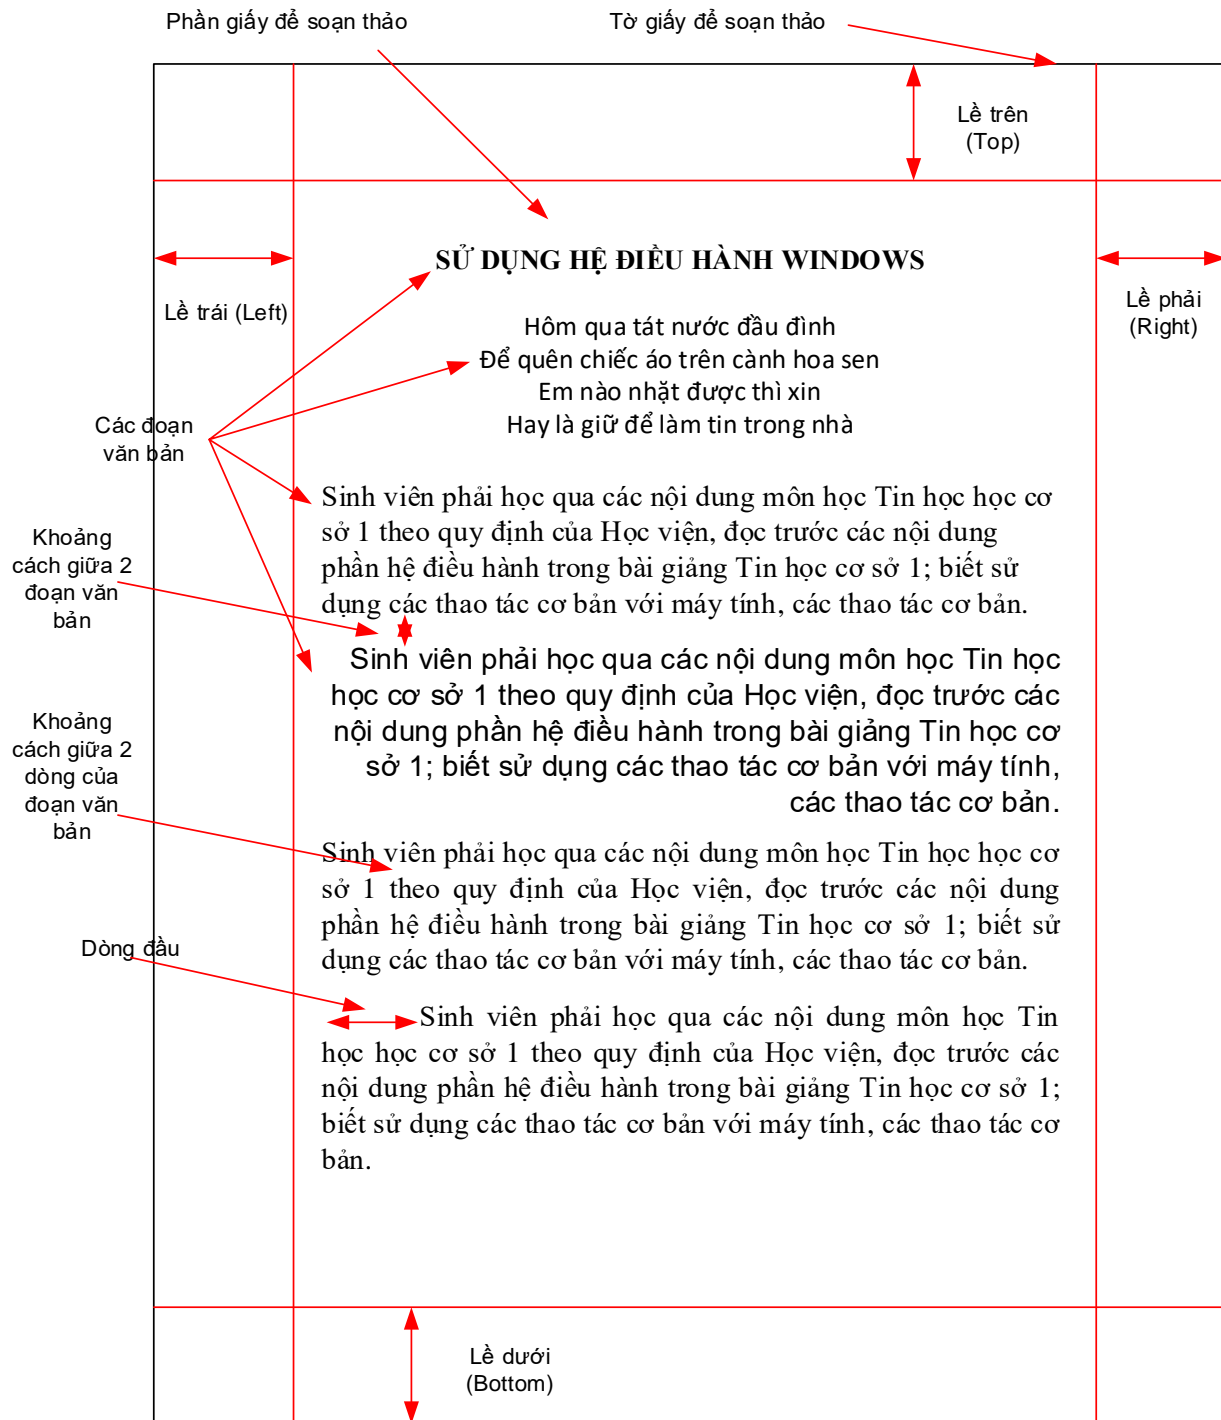 Phần giấy để soạn thảo
Tờ giấy để soạn thảo
Lề trên
(Top)
SỬ DỤNG HỆ ĐIỀU HÀNH WINDOWS
Lề trái (Left)
Lề phải
(Right)
Hôm qua tát nước đầu đình
Để quên chiếc áo trên cành hoa sen
Em nào nhặt được thì xin
Hay là giữ để làm tin trong nhà
Các đoạn
văn bản
Sinh viên phải học qua các nội dung môn học Tin học học cơ
sở 1 theo quy định của Học viện, đọc trước các nội dung
phần hệ điều hành trong bài giảng Tin học cơ sở 1; biết sử
dụng các thao tác cơ bản với máy tính, các thao tác cơ bản.
Khoảng
cách giữa 2
đoạn văn
bản
Sinh viên phải học qua các nội dung môn học Tin học
học cơ sở 1 theo quy định của Học viện, đọc trước các
nội dung phần hệ điều hành trong bài giảng Tin học cơ
sở 1; biết sử dụng các thao tác cơ bản với máy tính,
các thao tác cơ bản.
Khoảng
cách giữa 2
dòng của
đoạn văn
bản
Sinh viên phải học qua các nội dung môn học Tin học học cơ
sở 1 theo quy định của Học viện, đọc trước các nội dung
phần hệ điều hành trong bài giảng Tin học cơ sở 1; biết sử
dụng các thao tác cơ bản với máy tính, các thao tác cơ bản.
Dòng đầu
Sinh viên phải học qua các nội dung môn học Tin
học học cơ sở 1 theo quy định của Học viện, đọc trước các
nội dung phần hệ điều hành trong bài giảng Tin học cơ sở 1;
biết sử dụng các thao tác cơ bản với máy tính, các thao tác cơ
bản.
Lề dưới
(Bottom)